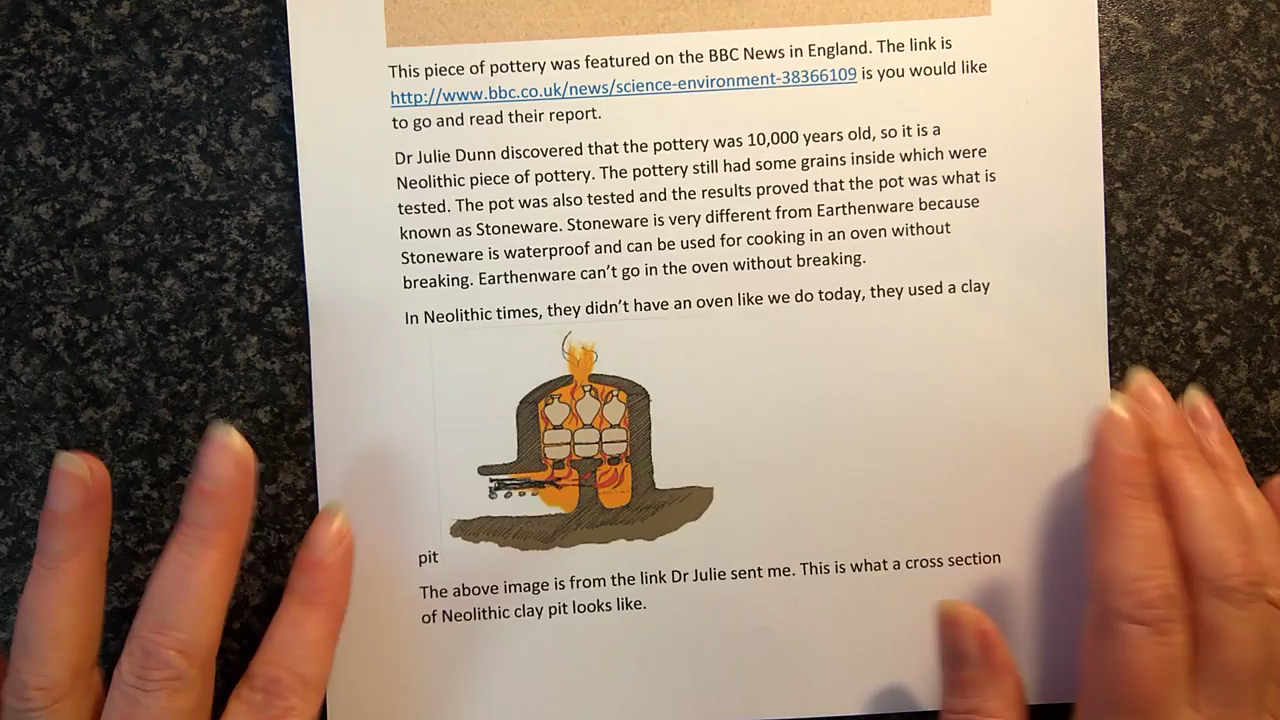 This piece of pottery was featured on the BBC News in England. The link is
http://www.bbc.co.uk/news/science-environment-38366109 is you would like
to go and read their report.
Dr Julie Dunn discovered that the pottery was 10,000 years old, so it is a
Neolithic piece of pottery. The pottery still had some grains inside which were
tested. The pot was also tested and the results proved that the pot was what is
known as Stoneware. Stoneware is very different from Earthenware because
Stoneware is waterproof and can be used for cooking in an oven without
breaking. Earthenware can’t go in the oven without breaking.
In Neolithic times, they didn’t have an oven like we do today, they used a clay
pit
The above image is from the link Dr Julie sent me. This is what a cross section
of Neolithic clay pit looks like.